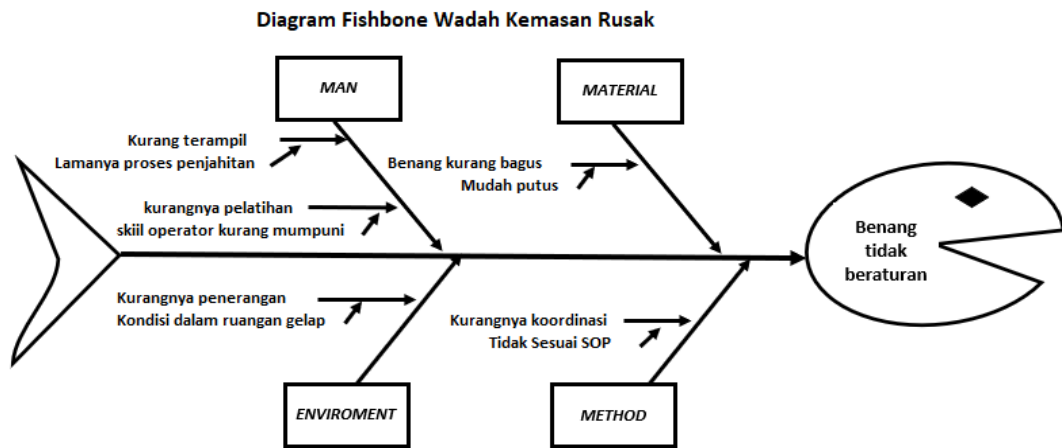 Diagram Fishbone Wadah Kemasan Rusak
MAN
MATERIAL
Kurang terampil
Lamanya proses penjahitan
Benang kurang bagus
Mudah putus
kurangnya pelatihan
skiil operator kurang mumpuni
Benang
tidak
beraturan
Kurangnya penerangan
Kondisi dalam ruangan gelap
Kurangnya koordinasi
Tidak Sesuai SOP
ENVIROMENT
METHOD